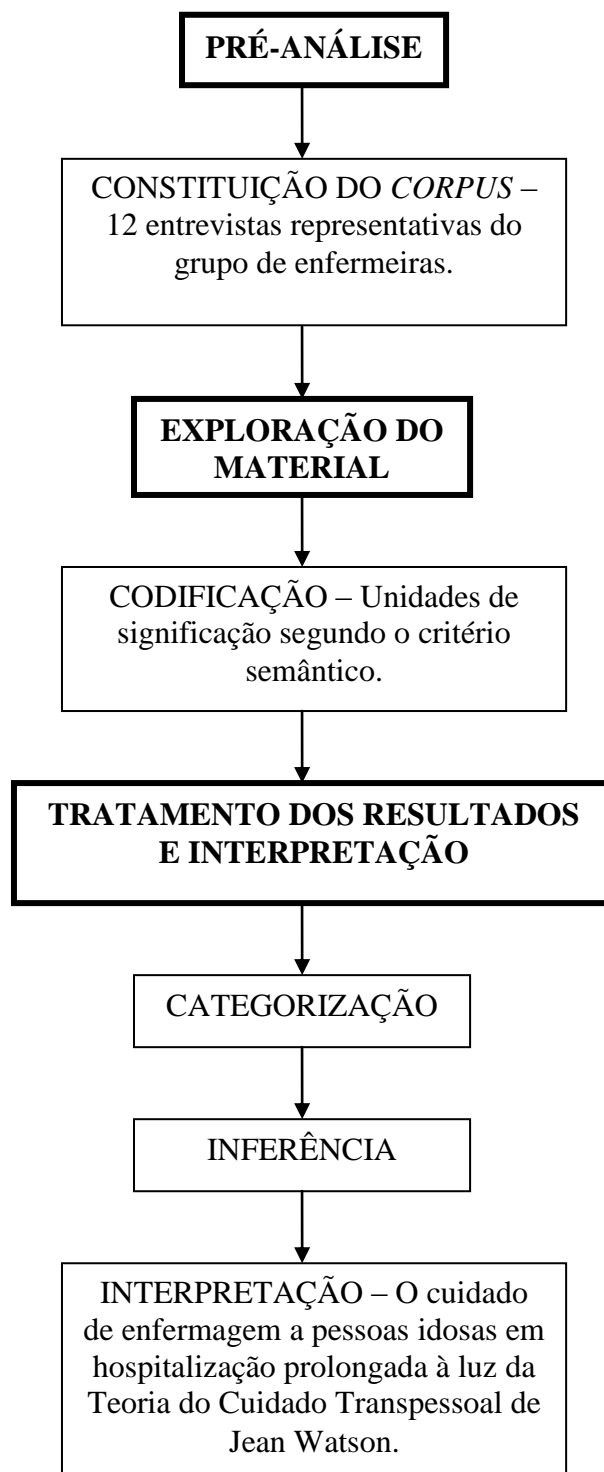 PRÉ-ANÁLISE
CONSTITUIÇÃO DO CORPUS –
12 entrevistas representativas do
grupo de enfermeiras.
EXPLORAÇÃO DO
MATERIAL
CODIFICAÇÃO – Unidades de
significação segundo o critério
semântico.
TRATAMENTO DOS RESULTADOS
E INTERPRETAÇÃO
CATEGORIZAÇÃO
INFERÊNCIA
INTERPRETAÇÃO – O cuidado
de enfermagem a pessoas idosas em
hospitalização prolongada à luz da
Teoria do Cuidado Transpessoal de
Jean Watson.